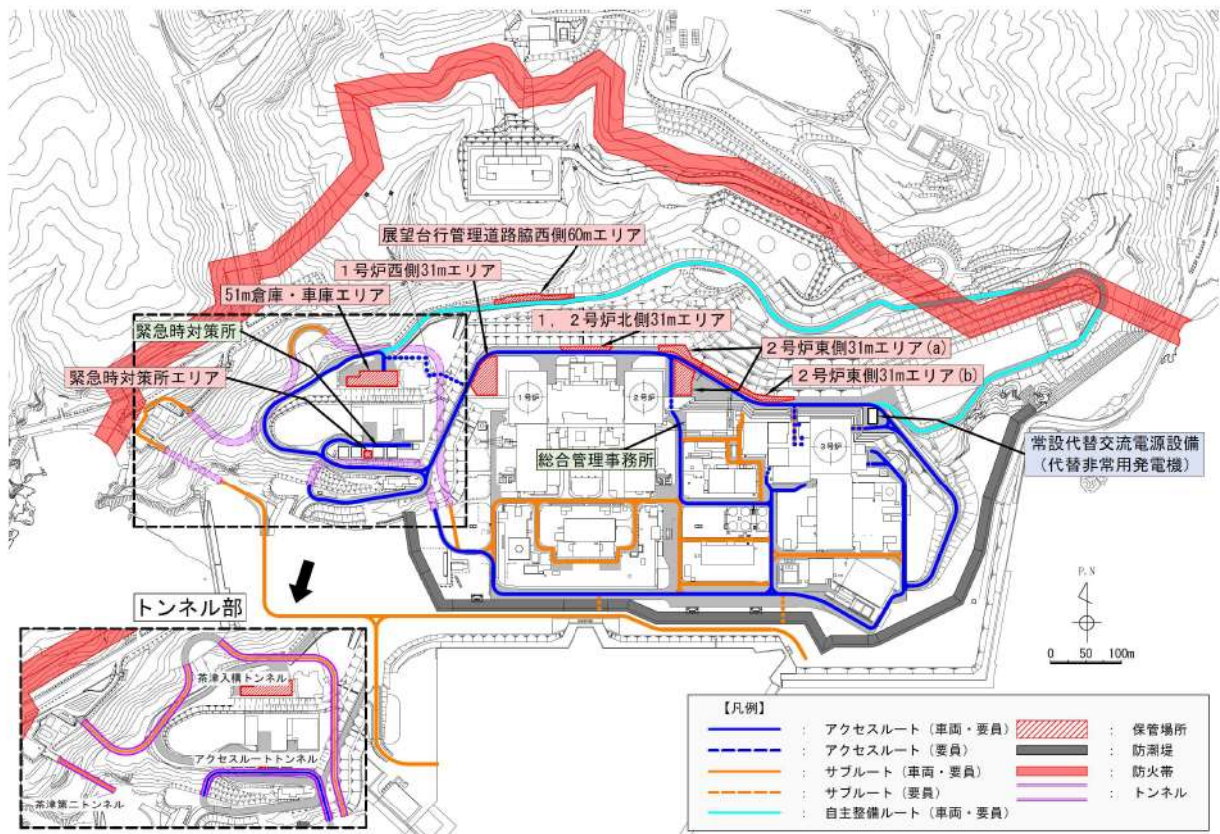 展望台行管理道路脇西側60mエリア
1号炉西側31mエリア
51m倉庫・車庫エリア
緊急時対策所
1，2号炉北側31mエリア
緊急時対策所エリア
2号炉東側31mエリア(a)
2号炉東側31mエリア(b)
1号炉
2号炉
3号炉
総合管理事務所
常設代替交流電源設備
(代替非常用発電機)
トンネル部
茶津入構トンネル
アクセスルートトンネル
茶津第二トンネル
P.N
0 50 100m
【凡例】
： アクセスルート（車両・要員）
： アクセスルート（要員）
： サブルート（車両・要員）
： サブルート（要員）
： 自主整備ルート（車両・要員）
： 保管場所
： 防潮堤
： 防火帯
： トンネル